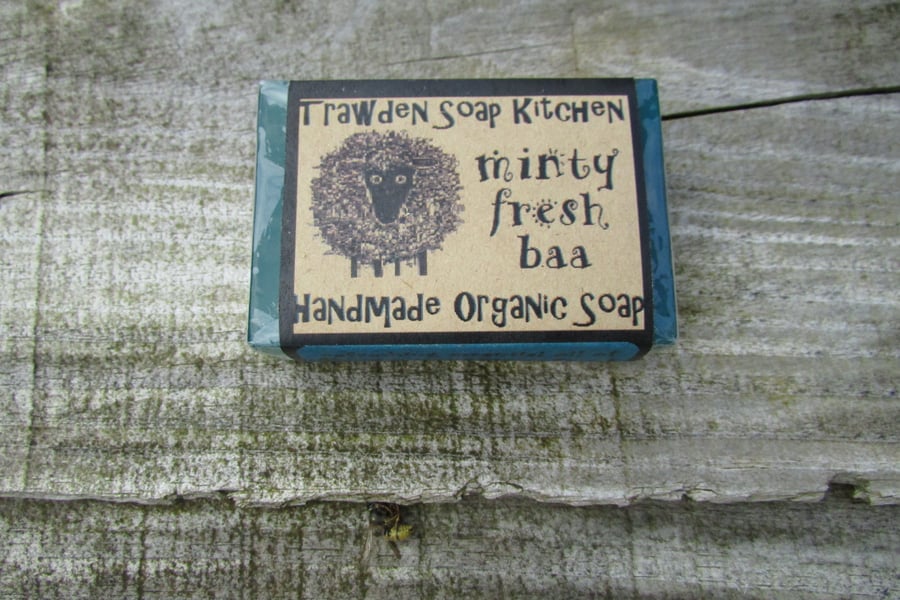 Trawden Soap Kitchen
minty
fresh
baa
Handmade Organic Soap